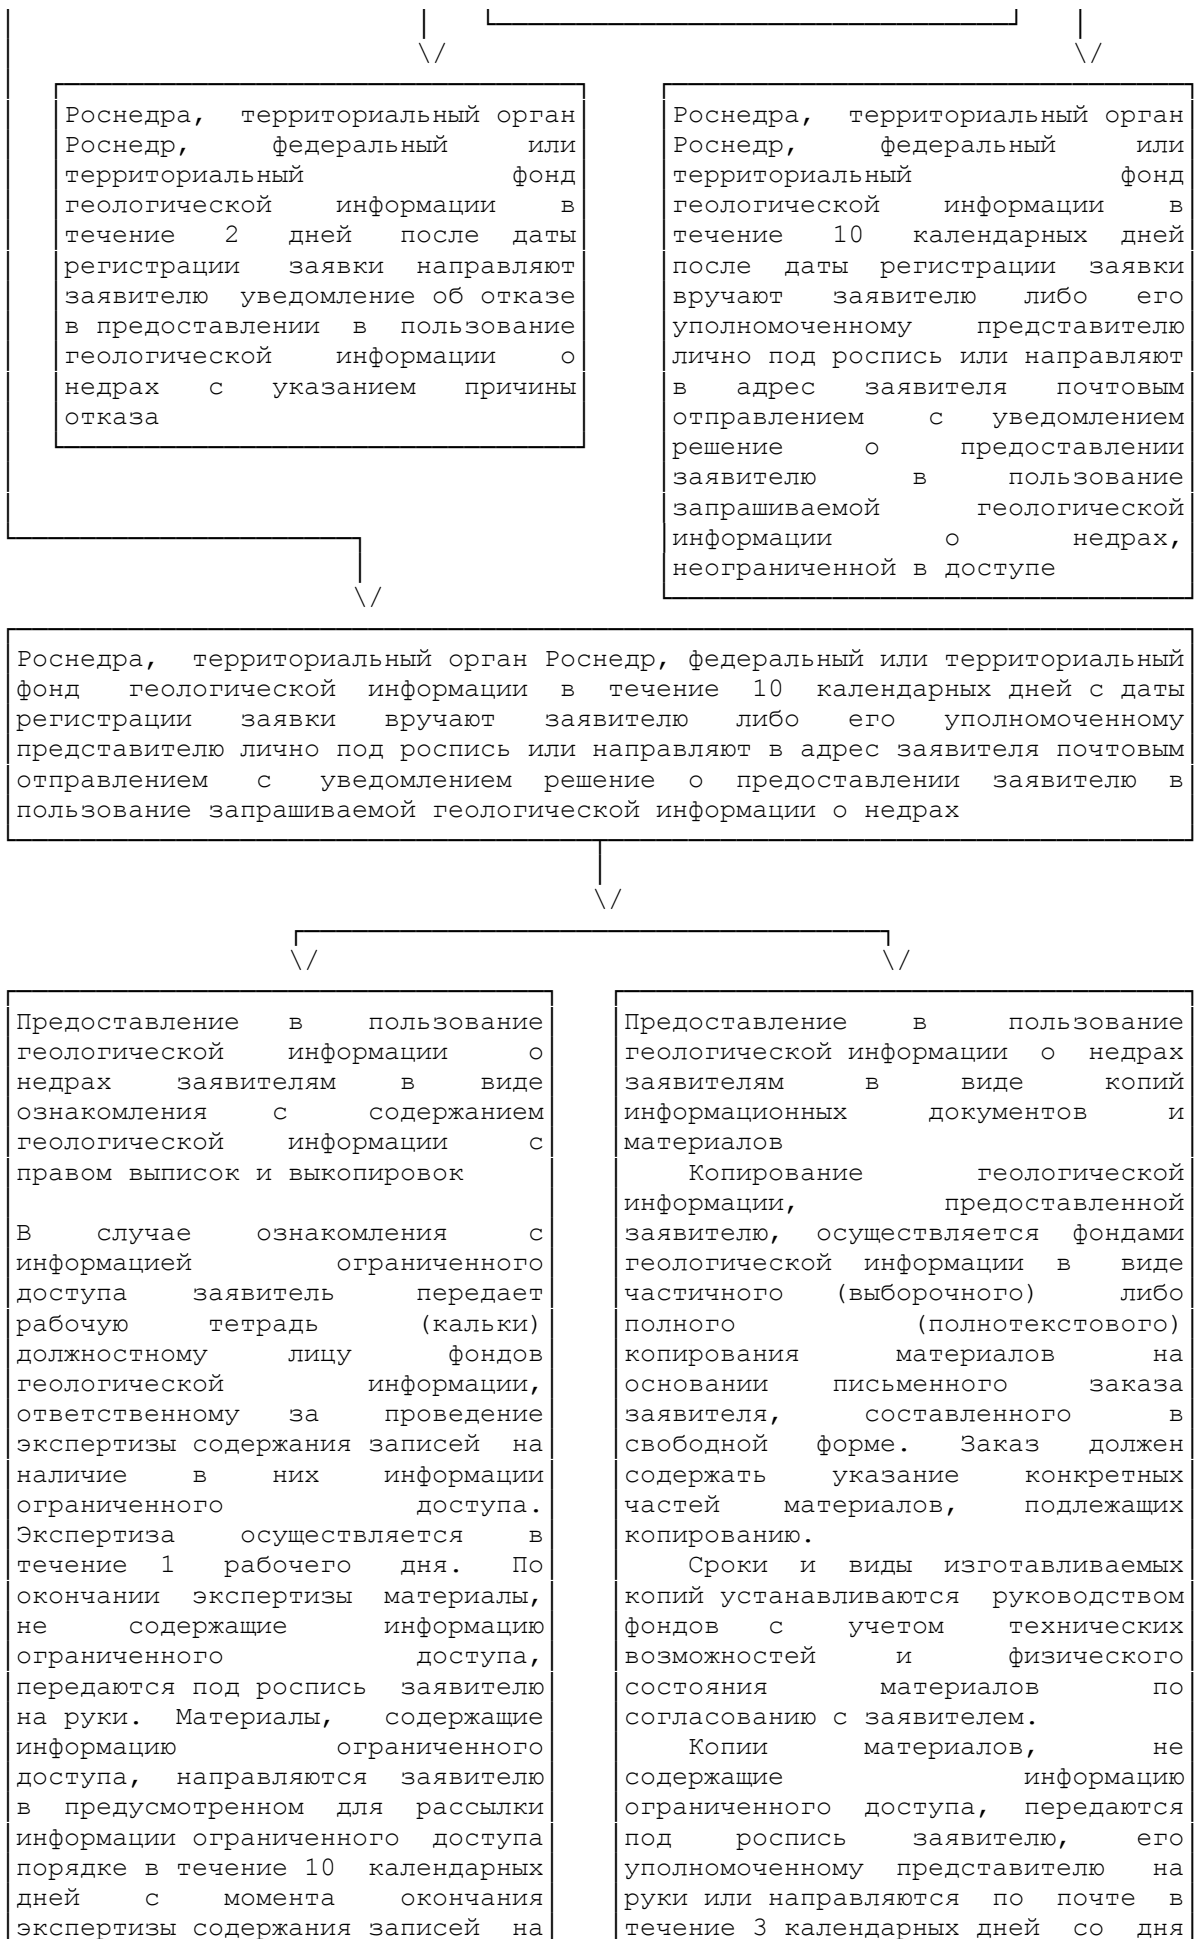 Роснедра, территориальный орган
Роснедр, федеральный или
территориальный фонд
геологической информации в
течение 2 дней после даты
регистрации заявки направляют
заявителю уведомление об отказе
в предоставлении в пользование
геологической информации о
недрах с указанием причины
отказа
Роснедра, территориальный орган
Роснедр, федеральный или
территориальный фонд
геологической информации в
течение 10 календарных дней
после даты регистрации заявки
вручают заявителю либо его
уполномоченному представителю
лично под роспись или направляют
в адрес заявителя почтовым
отправлением с уведомлением
решение о предоставлении
заявителю в пользование
запрашиваемой геологической
информации о недрах,
неограниченной в доступе
Роснедра, территориальный орган Роснедр, федеральный или территориальный
фонд геологической информации в течение 10 календарных дней с даты
регистрации заявки вручают заявителю либо его уполномоченному
представителю лично под роспись или направляют в адрес заявителя почтовым
отправлением с уведомлением решение о предоставлении заявителю в
пользование запрашиваемой геологической информации о недрах
Предоставление в пользование
геологической информации о
недрах заявителям в виде
ознакомления с содержанием
геологической информации с
правом выписок и выкопировок
В случае ознакомления с
информацией ограниченного
доступа заявитель передает
рабочую тетрадь (кальки)
должностному лицу фондов
геологической информации,
ответственному за проведение
экспертизы содержания записей на
наличие в них информации
ограниченного доступа.
Экспертиза осуществляется в
течение 1 рабочего дня. По
окончании экспертизы материалы,
не содержащие информацию
ограниченного доступа,
передаются под роспись заявителю
на руки. Материалы, содержащие
информацию ограниченного
доступа, направляются заявителю
в предусмотренном для рассылки
информации ограниченного доступа
порядке в течение 10 календарных
дней с момента окончания
экспертизы содержания записей на
Предоставление в пользование
геологической информации о недрах
заявителям в виде копий
информационных документов и
материалов
Копирование геологической
информации, предоставленной
заявителю, осуществляется фондами
геологической информации в виде
частичного (выборочного) либо
полного (полнотекстового)
копирования материалов на
основании письменного заказа
заявителя, составленного в
свободной форме. Заказ должен
содержать указание конкретных
частей материалов, подлежащих
копированию.
Сроки и виды изготавливаемых
копий устанавливаются руководством
фондов с учетом технических
возможностей и физического
состояния материалов по
согласованию с заявителем.
Копии материалов, не
содержащие информацию
ограниченного доступа, передаются
под роспись заявителю, его
уполномоченному представителю на
руки или направляются по почте в
течение 3 календарных дней со дня